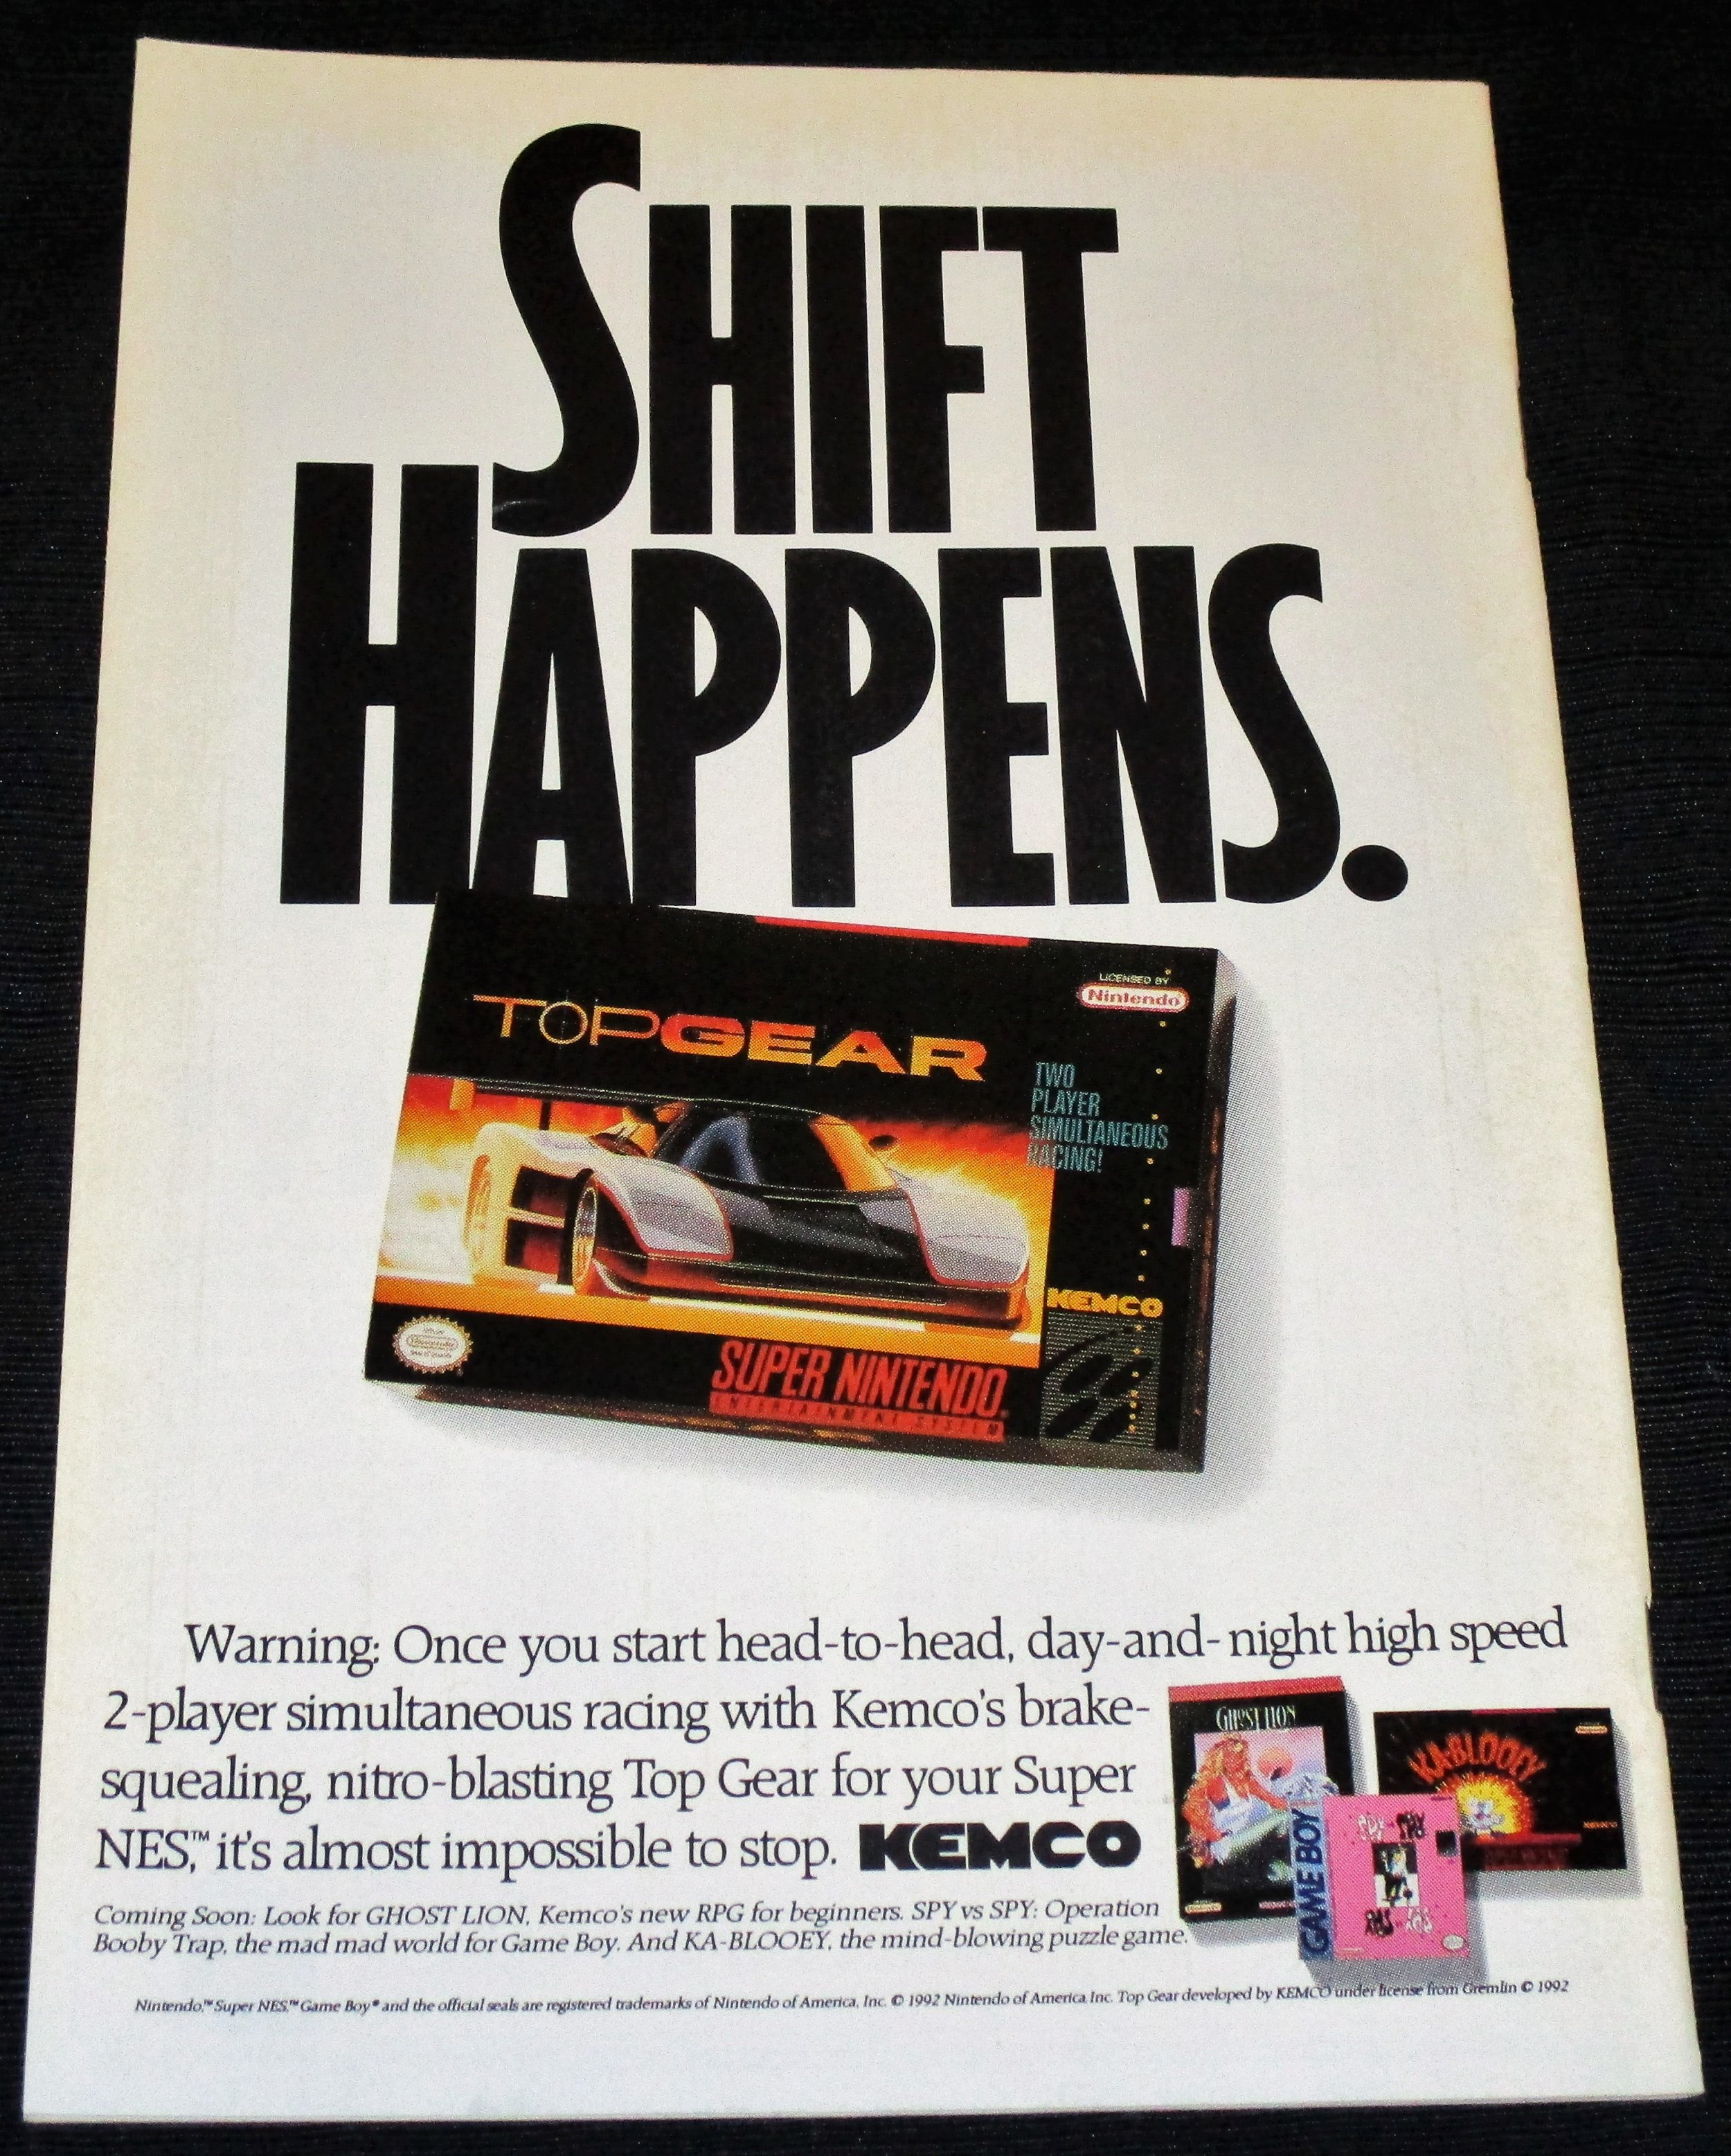 SHIFT
HAPPENS.
LICENSED BY
Nintendo
TOPGEAR
TWO
PLAYER
SIMULTANEOUS
RACING!
KEMCO
SUPER NINTENDO
ENTERTAINMENT SYSTEM
Warning: Once you start head-to-head, day-and-night high speed
2-player simultaneous racing with Kemco's brake-
squealing, nitro-blasting Top Gear for your Super
NES,™ it's almost impossible to stop. KEMCO
GHOST LION
KA-BLOOEY
KEMCO
GAME BOY
SPY vs SPY
Coming Soon: Look for GHOST LION, Kemco's new RPG for beginners. SPY vs SPY: Operation
Booby Trap, the mad mad world for Game Boy. And KA-BLOOEY, the mind-blowing puzzle game.
Nintendo,™ Super NES,™ Game Boy® and the official seals are registered trademarks of Nintendo of America, Inc. © 1992 Nintendo of America Inc. Top Gear developed by KEMCO under license from Gremlin © 1992